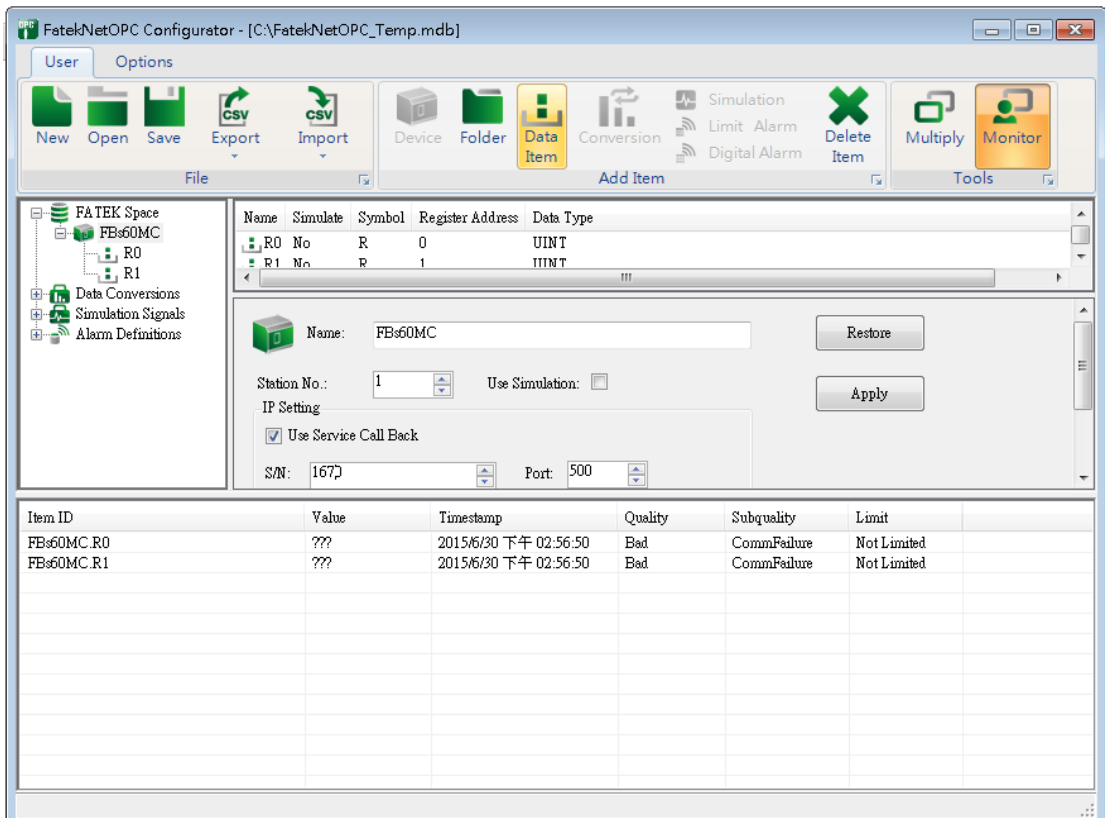 FatekNetOPC Configurator - [C:\FatekNetOPC_Temp.mdb]
User Options
New Open Save Export Import Device Folder Data Item Conversion Simulation Limit Alarm Digital Alarm Delete Item Multiply Monitor
File Add Item Tools
FATEK Space
FBs60MC
R0
R1
Data Conversions
Simulation Signals
Alarm Definitions
Name Simulate Symbol Register Address Data Type
R0 No R 0 UINT
R1 No R 1 UINT
Name: FBs60MC Restore
Station No.: 1 Use Simulation: Apply
IP Setting
Use Service Call Back
S/N: Port: 500
Item ID Value Timestamp Quality Subquality Limit
FBs60MC.R0 ??? 2015/6/30 下午 02:56:50 Bad CommFailure Not Limited
FBs60MC.R1 ??? 2015/6/30 下午 02:56:50 Bad CommFailure Not Limited